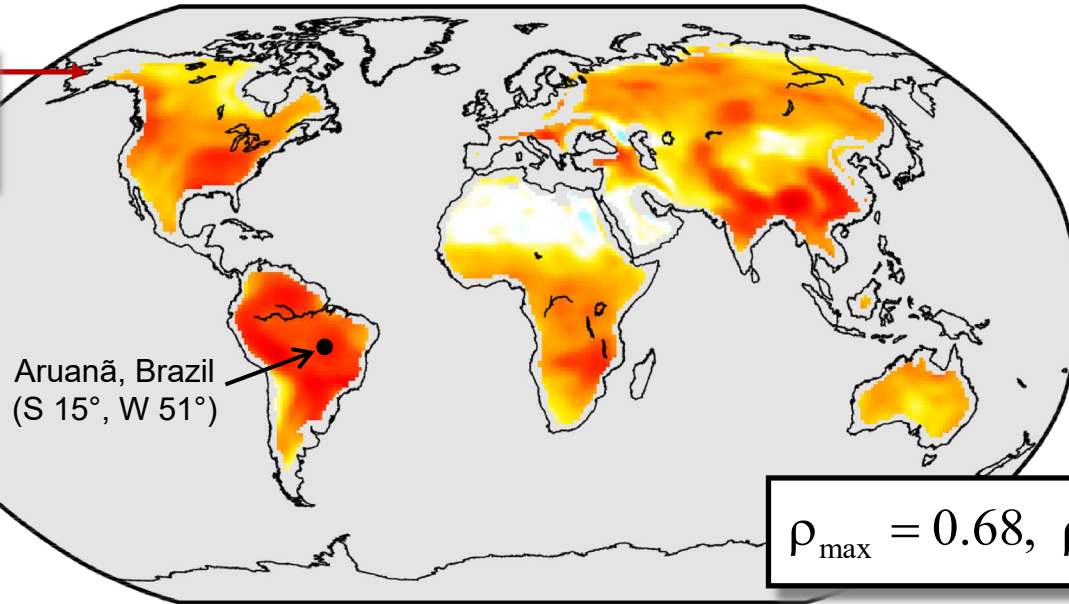 Aruanã, Brazil
(S 15°, W 51°)
ρmax = 0.68, ρ